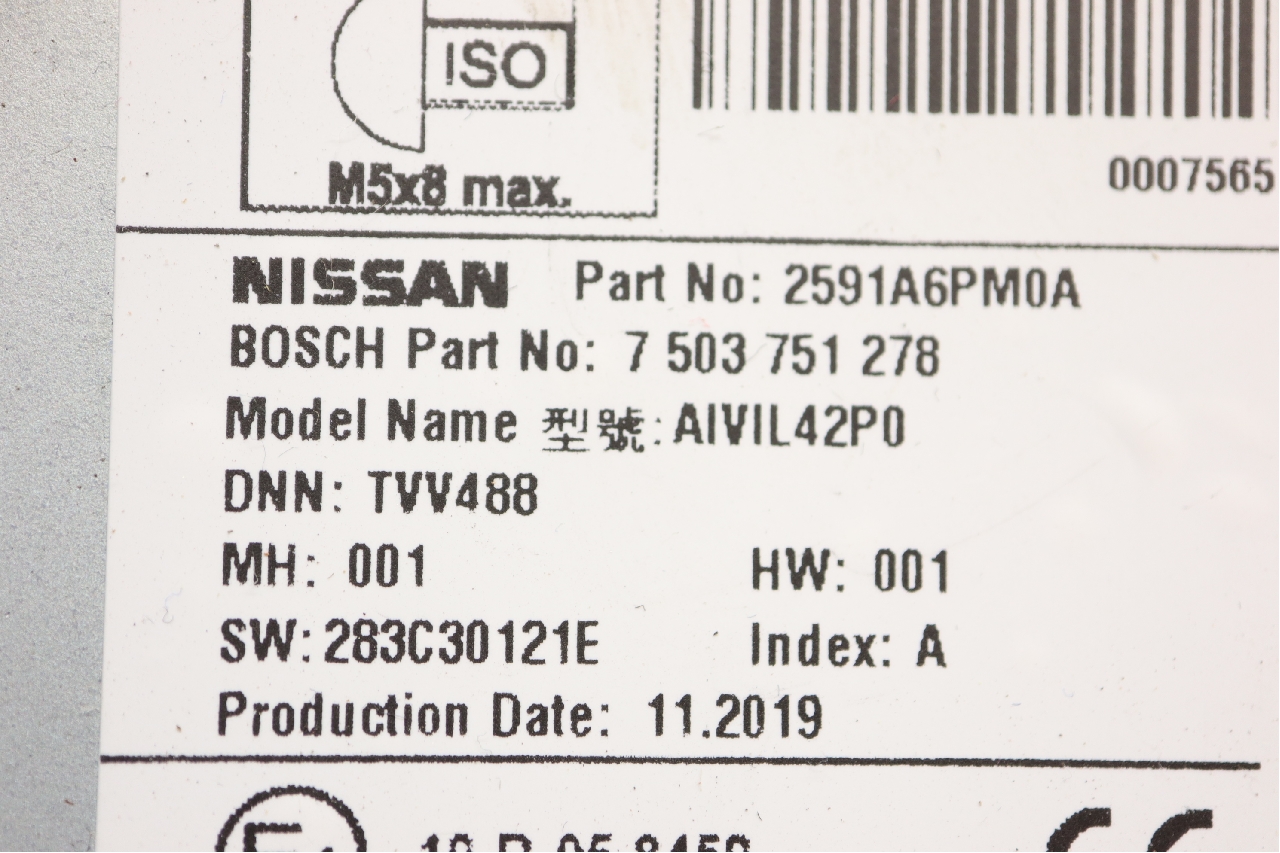 ISO
M5x8 max.
0007565
NISSAN Part No: 2591A6PM0A
BOSCH Part No: 7 503 751 278
Model Name 型號: AIVIL42P0
DNN: TVV488
MH: 001 HW: 001
SW: 283C30121E Index: A
Production Date: 11.2019